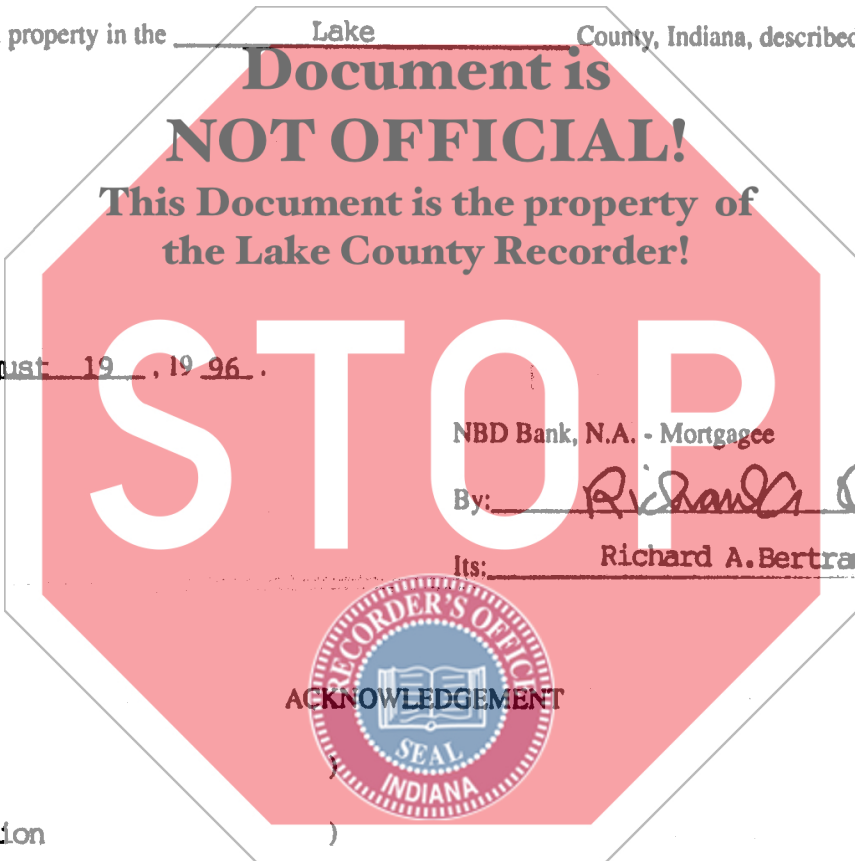 property in the Lake County, Indiana, described
Document is
NOT OFFICIAL!
This Document is the property of
the Lake County Recorder!
STOP
ust 19, 19 96.
NBD Bank, N.A. - Mortgagee
By: Richard A
Its: Richard A.Bertra
RECORDER'S OFFICE
ACKNOWLEDGEMENT
SEAL
INDIANA
)
ion )